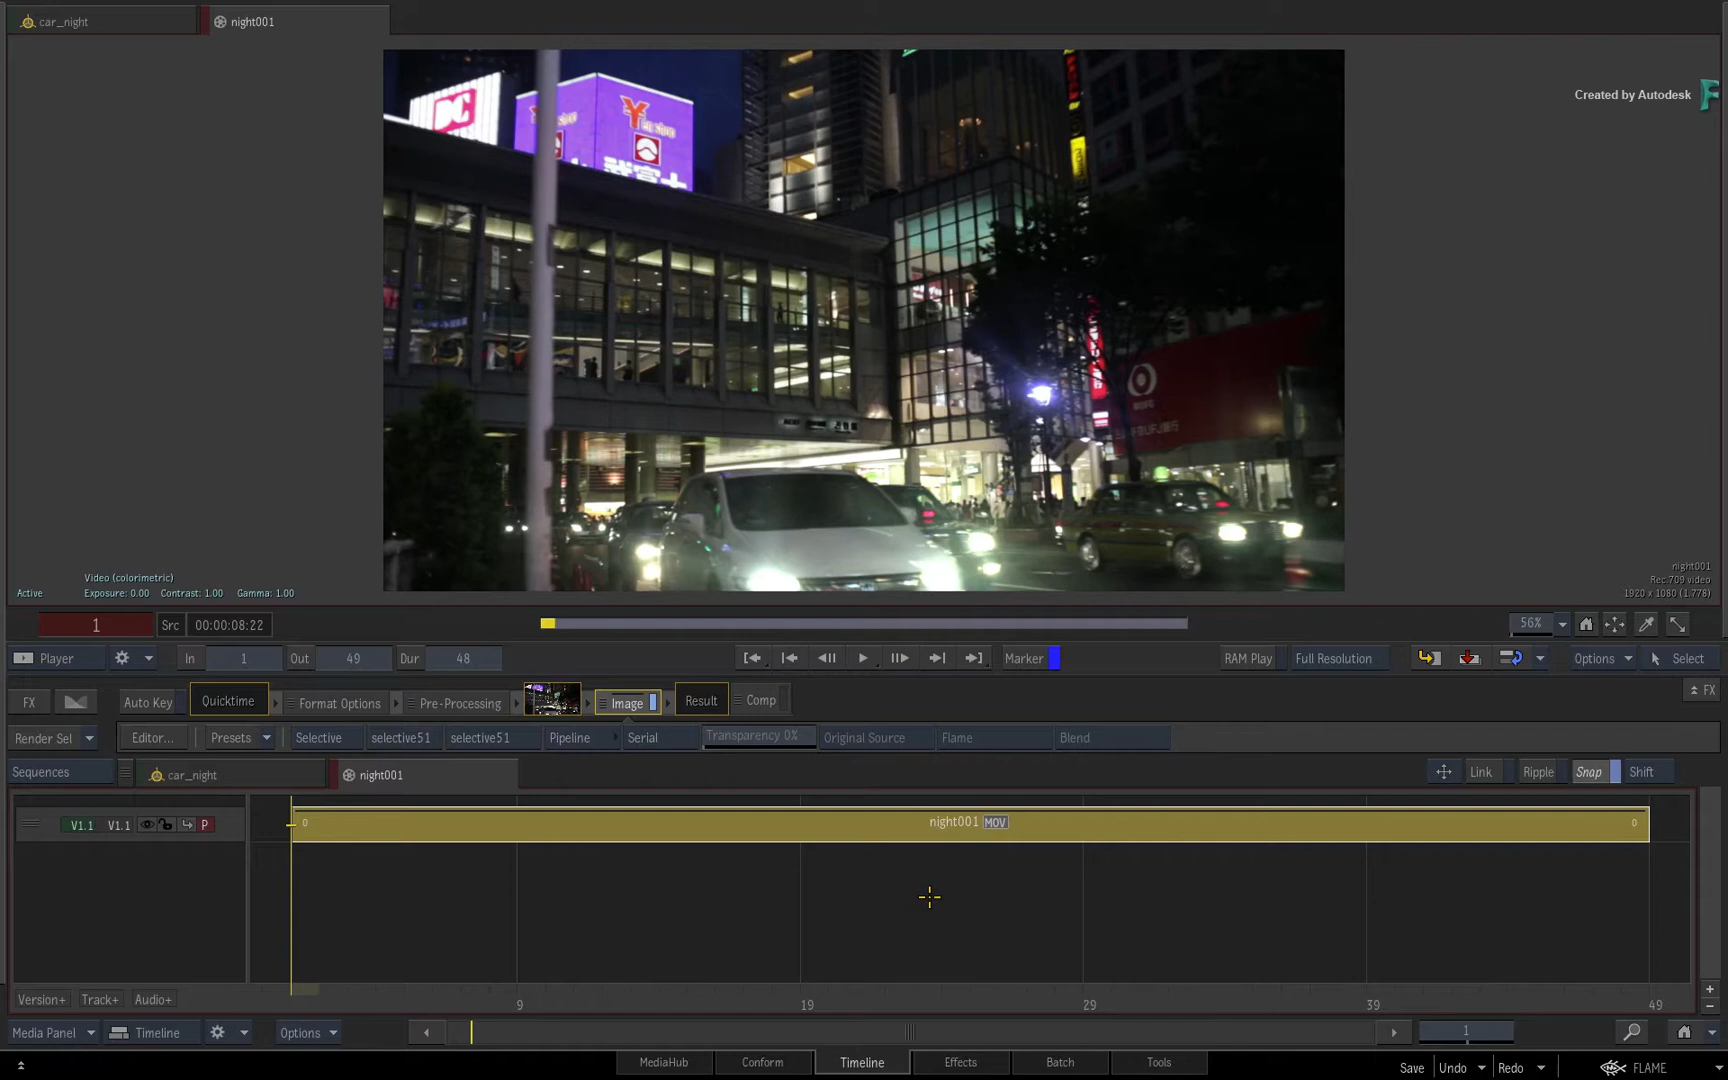 car_night
night001
Created by Autodesk
DC
Video (colorimetric)
Active
Exposure: 0.00
Contrast: 1.00
Gamma: 1.00
MUFG
night001
Rec.709 video
1920 x 1080 (1.778)
1
Src
00:00:08:22
56%
Player
In
1
Out
49
Dur
48
Marker
RAM Play
Full Resolution
Options
Select
FX
Auto Key
Quicktime
Format Options
Pre-Processing
Image
Result
Comp
FX
Render Sel
Editor...
Presets
Selective
selective51
selective51
Pipeline
Serial
Transparency 0%
Original Source
Flame
Blend
Sequences
car_night
night001
Link
Ripple
Snap
Shift
V1.1
V1.1
P
0
night001 MOV
0
Version+
Track+
Audio+
9
19
29
39
49
Media Panel
Timeline
Options
1
MediaHub
Conform
Timeline
Effects
Batch
Tools
Save
Undo
Redo
FLAME